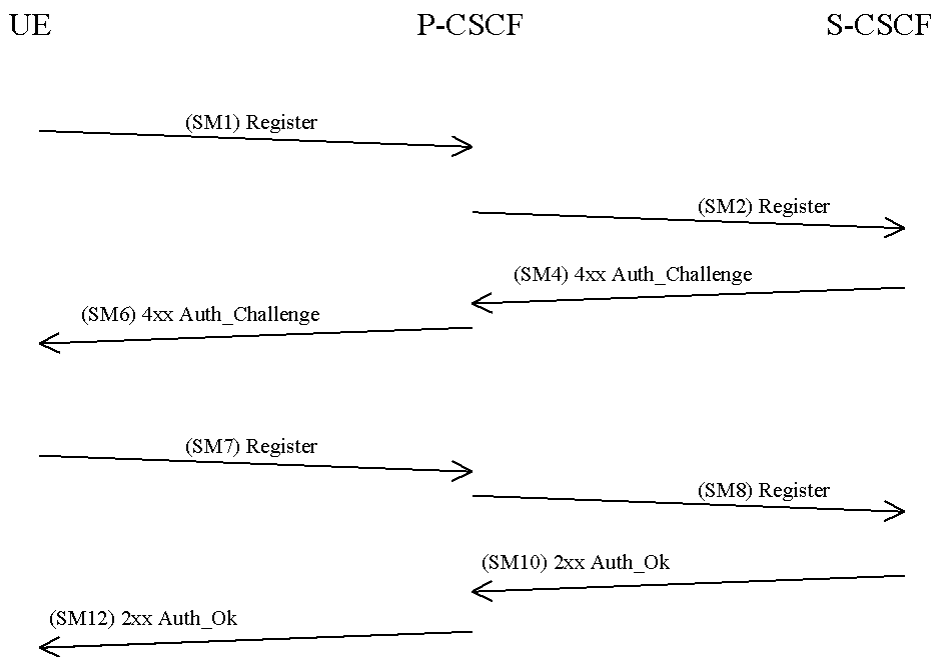 UE P-CSCF S-CSCF
(SM1) Register
(SM2) Register
(SM4) 4xx Auth_Challenge
(SM6) 4xx Auth_Challenge
(SM7) Register
(SM8) Register
(SM10) 2xx Auth_Ok
(SM12) 2xx Auth_Ok